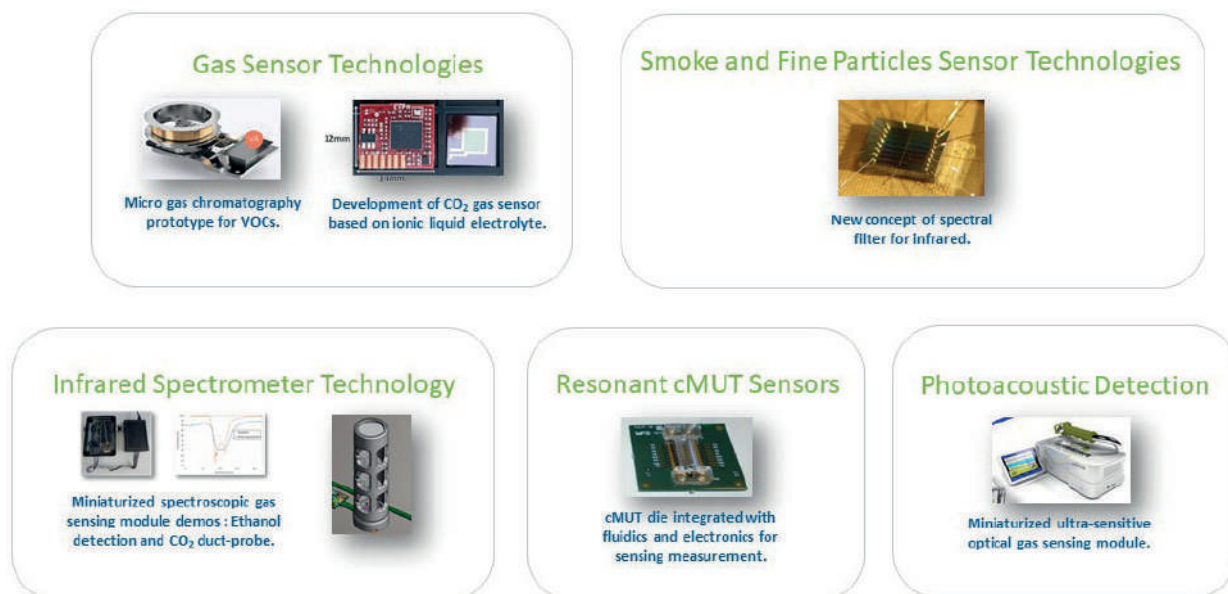 Gas Sensor Technologies
12mm
Micro gas chromatography
prototype for VOCs.
Development of CO₂ gas sensor
based on ionic liquid electrolyte.
Smoke and Fine Particles Sensor Technologies
New concept of spectral
filter for infrared.
Infrared Spectrometer Technology
Miniaturized spectroscopic gas
sensing module demos : Ethanol
detection and CO₂ duct-probe.
Resonant cMUT Sensors
cMUT die integrated with
fluidics and electronics for
sensing measurement.
Photoacoustic Detection
Miniaturized ultra-sensitive
optical gas sensing module.